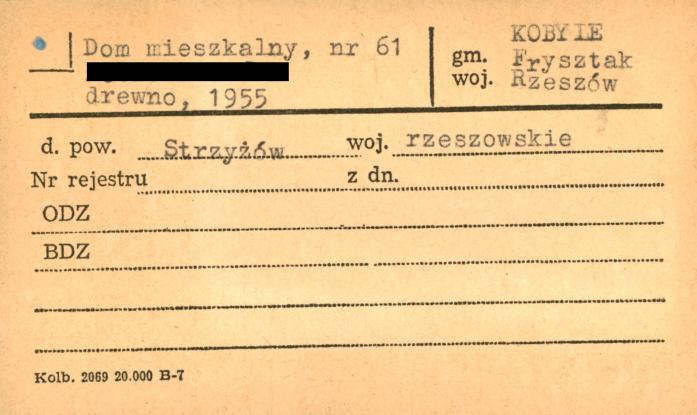 Dom mieszkalny, nr 61
drewno, 1955
KOBYLE
gm. Frysztak
woj. Rzeszów
d. pow. Strzyżów woj. rzeszowskie
Nr rejestru z dn.
ODZ
BDZ
Kolb. 2069 20.000 B-7